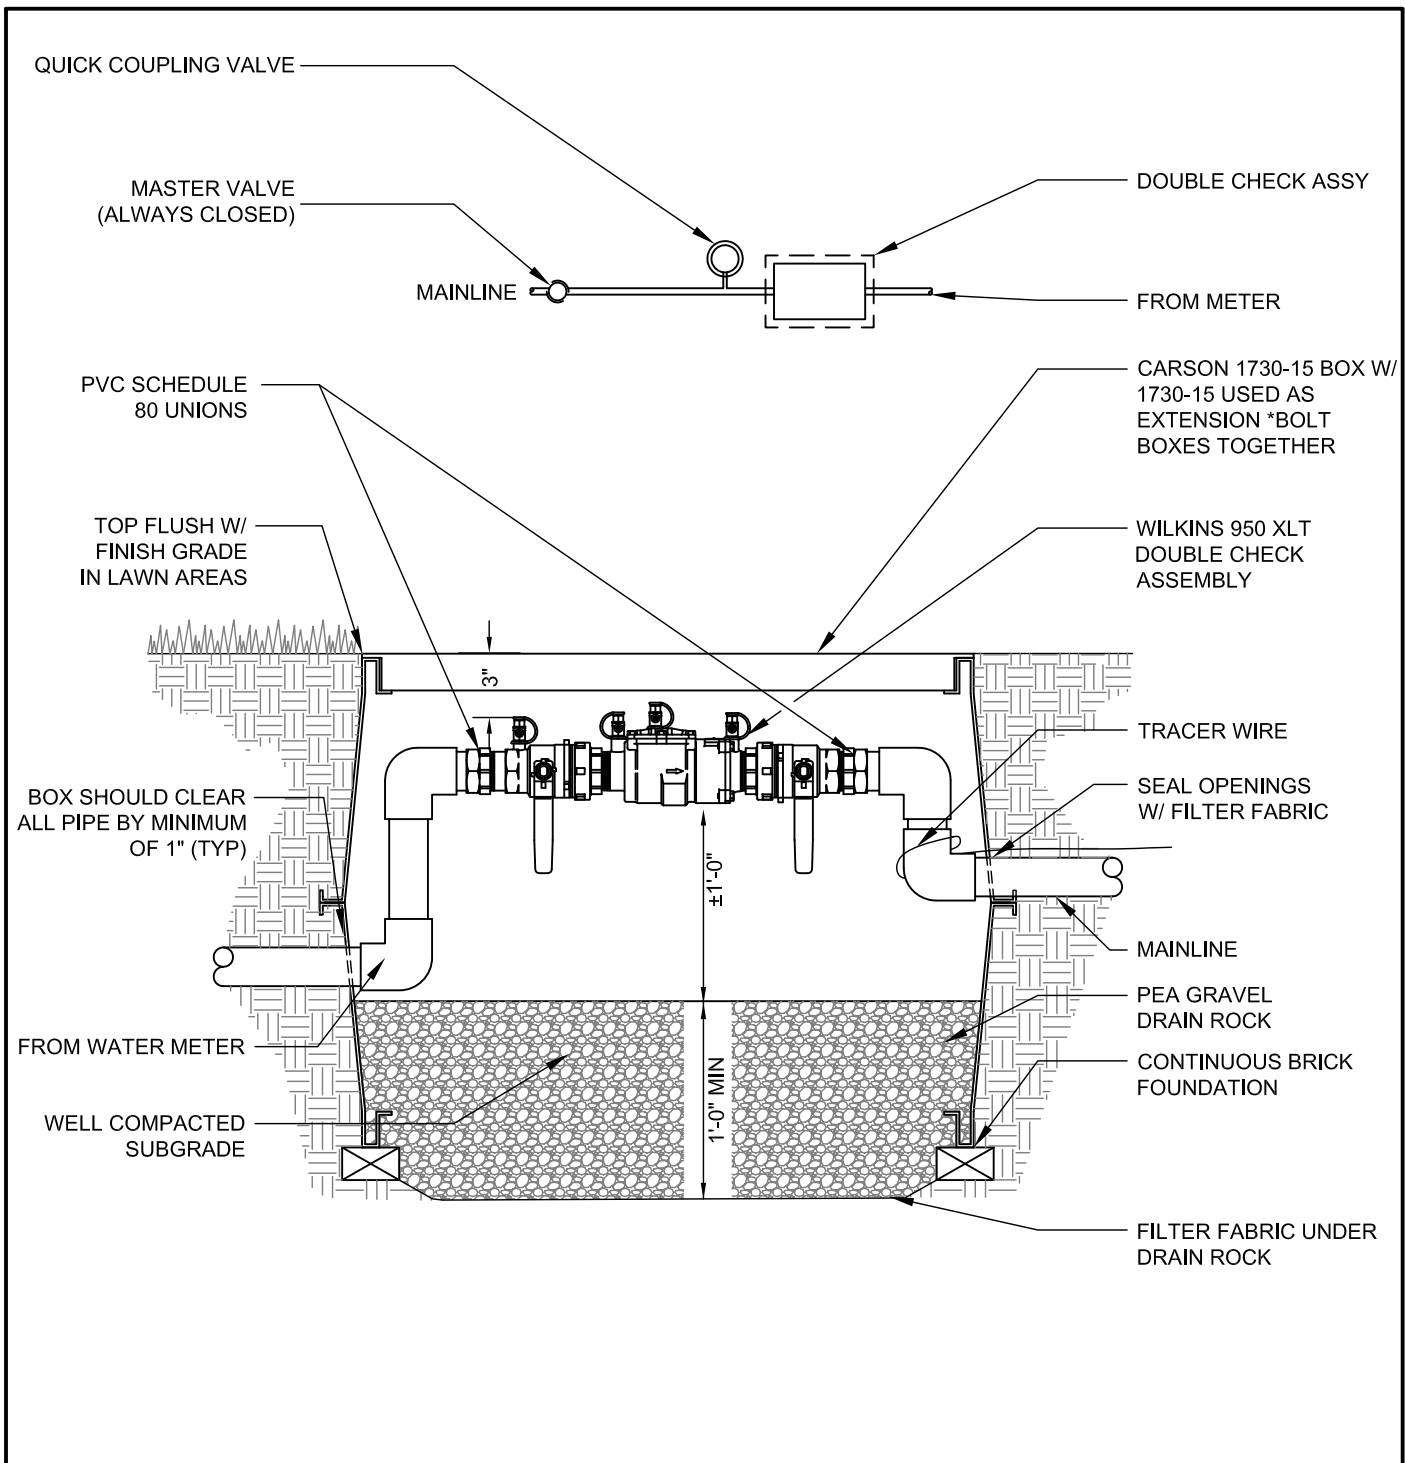 QUICK COUPLING VALVE
MASTER VALVE
(ALWAYS CLOSED)
MAINLINE
DOUBLE CHECK ASSY
FROM METER
PVC SCHEDULE
80 UNIONS
CARSON 1730-15 BOX W/
1730-15 USED AS
EXTENSION *BOLT
BOXES TOGETHER
TOP FLUSH W/
FINISH GRADE
IN LAWN AREAS
WILKINS 950 XLT
DOUBLE CHECK
ASSEMBLY
3"
TRACER WIRE
BOX SHOULD CLEAR
ALL PIPE BY MINIMUM
OF 1" (TYP)
SEAL OPENINGS
W/ FILTER FABRIC
±1'-0"
MAINLINE
PEA GRAVEL
DRAIN ROCK
FROM WATER METER
CONTINUOUS BRICK
FOUNDATION
WELL COMPACTED
SUBGRADE
1'-0" MIN
FILTER FABRIC UNDER
DRAIN ROCK